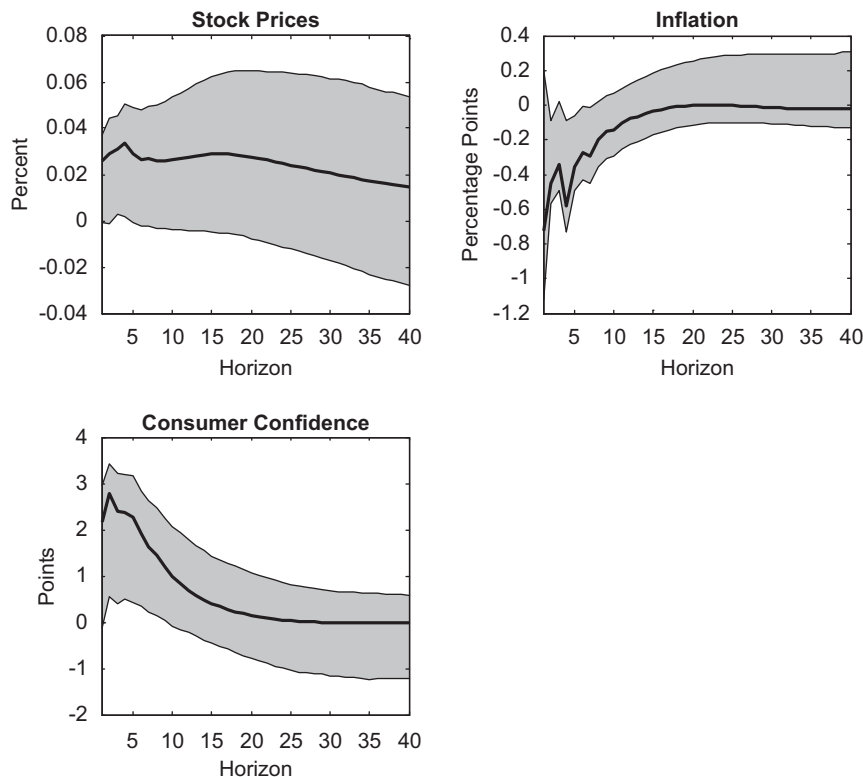 Stock Prices
0.08
0.06
0.04
0.02
0
-0.02
-0.04
Percent
5 10 15 20 25 30 35 40
Horizon
Inflation
0.4
0.2
0
-0.2
-0.4
-0.6
-0.8
-1
-1.2
Percentage Points
5 10 15 20 25 30 35 40
Horizon
Consumer Confidence
4
3
2
1
0
-1
-2
Points
5 10 15 20 25 30 35 40
Horizon